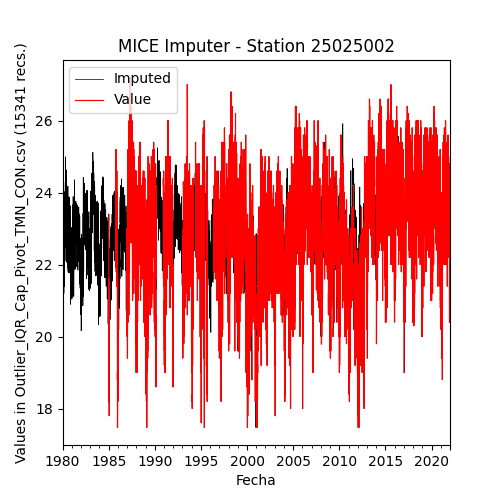 MICE Imputer - Station 25025002
Imputed
Value
Values in Outlier_IQR_Cap_Pivot_TMN_CON.csv (15341 recs.)
26
24
22
20
18
1980 1985 1990 1995 2000 2005 2010 2015 2020
Fecha